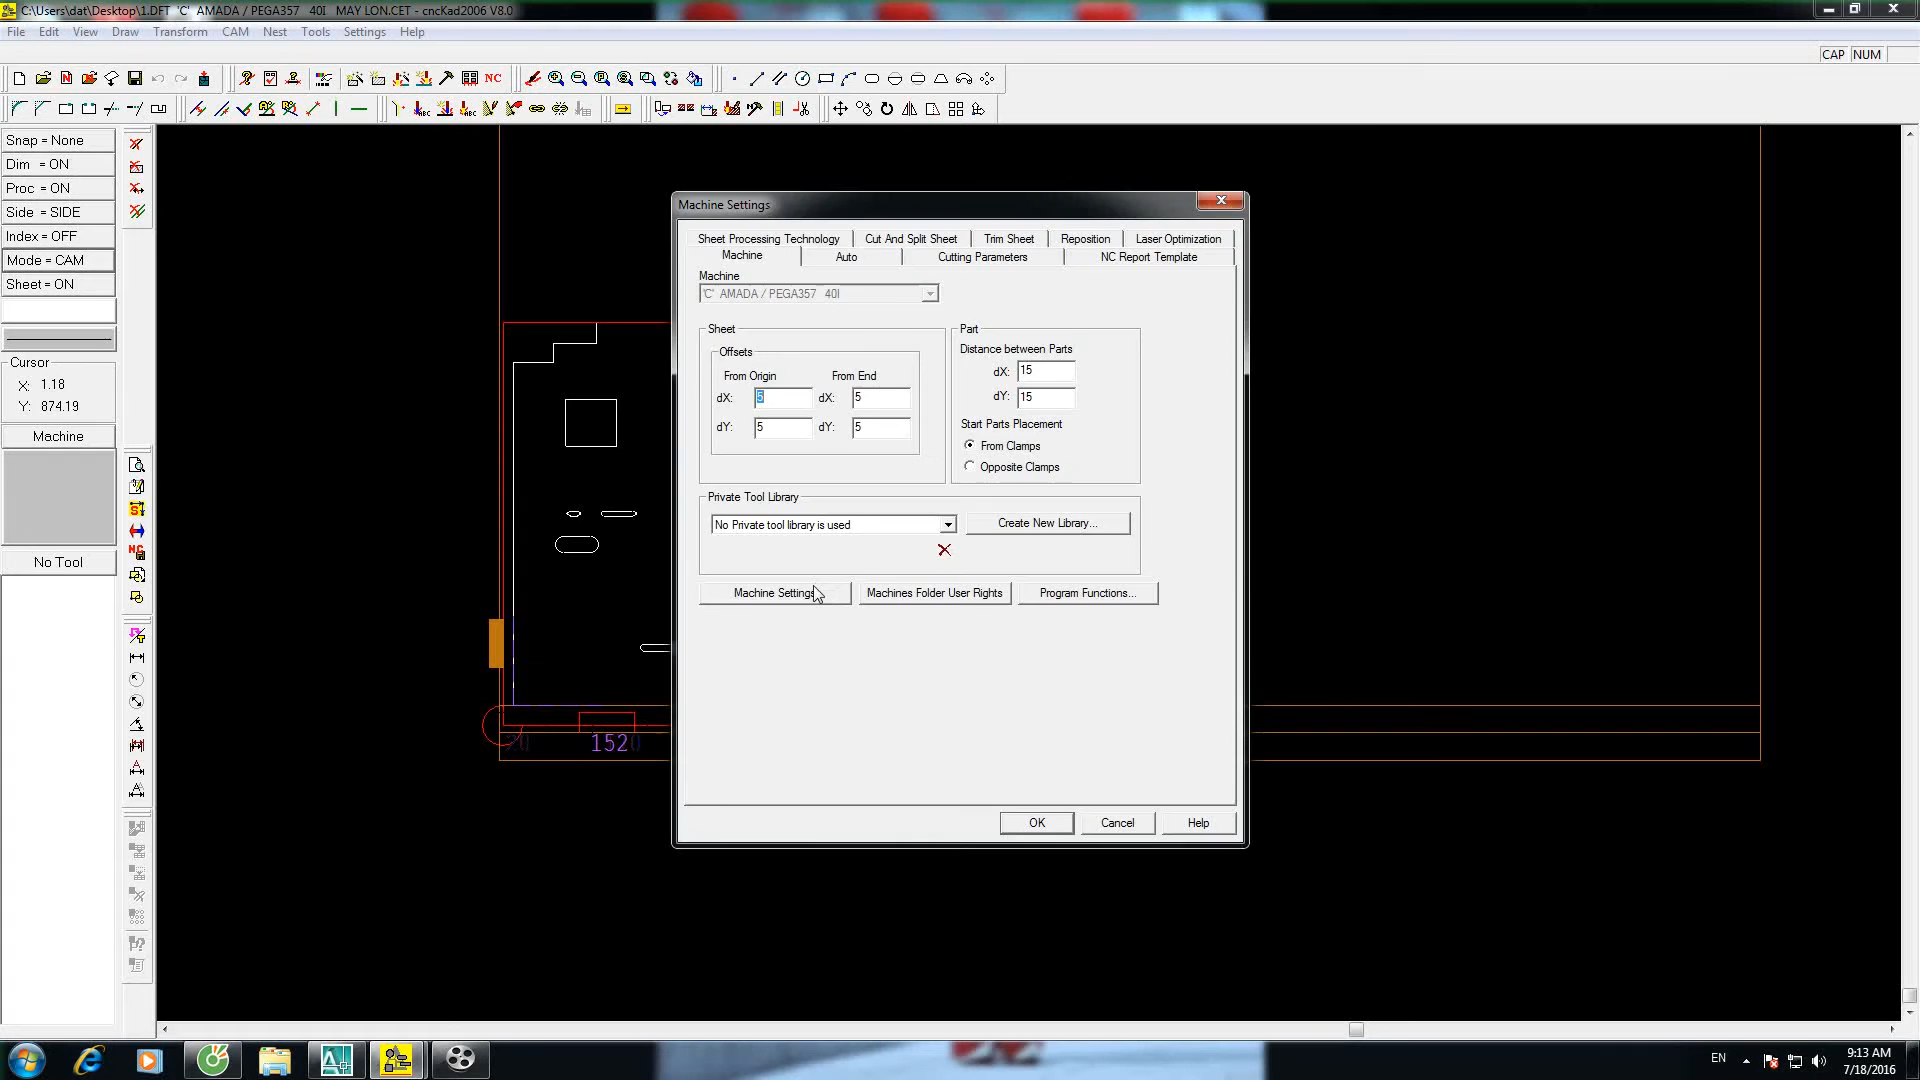 C:\Users\dat\Desktop\1.DFT 'C' AMADA / PEGA357 40I MAY LON.CET - cncKad2006 V8.0
File Edit View Draw Transform CAM Nest Tools Settings Help
CAP NUM
NC
ABC ABC
Snap = None
Dim = ON
Proc = ON
Side = SIDE
Index = OFF
Mode = CAM
Sheet = ON
Cursor
X: 1.18
Y: 874.19
Machine
No Tool
Machine Settings
Sheet Processing Technology Cut And Split Sheet Trim Sheet Reposition Laser Optimization
Machine Auto Cutting Parameters NC Report Template
Machine
'C' AMADA / PEGA357 40I
Sheet
Offsets
From Origin From End
dX: 5 dX: 5
dY: 5 dY: 5
Part
Distance between Parts
dX: 15
dY: 15
Start Parts Placement
From Clamps
Opposite Clamps
Private Tool Library
No Private tool library is used Create New Library...
Machine Settings Machines Folder User Rights Program Functions...
OK Cancel Help
1520
EN
9:13 AM
7/18/2016